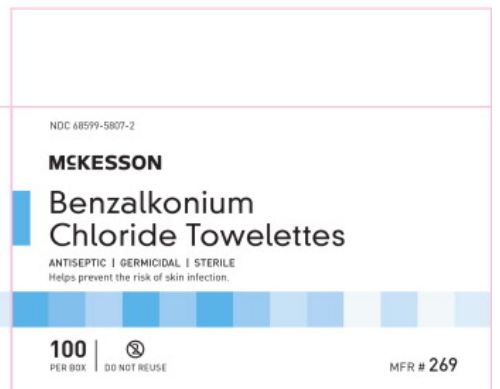 NDC 68599-5807-2
McKESSON
Benzalkonium
Chloride Towelettes
ANTISEPTIC | GERMICIDAL | STERILE
Helps prevent the risk of skin infection.
100
PER BOX
DO NOT REUSE
MFR # 269